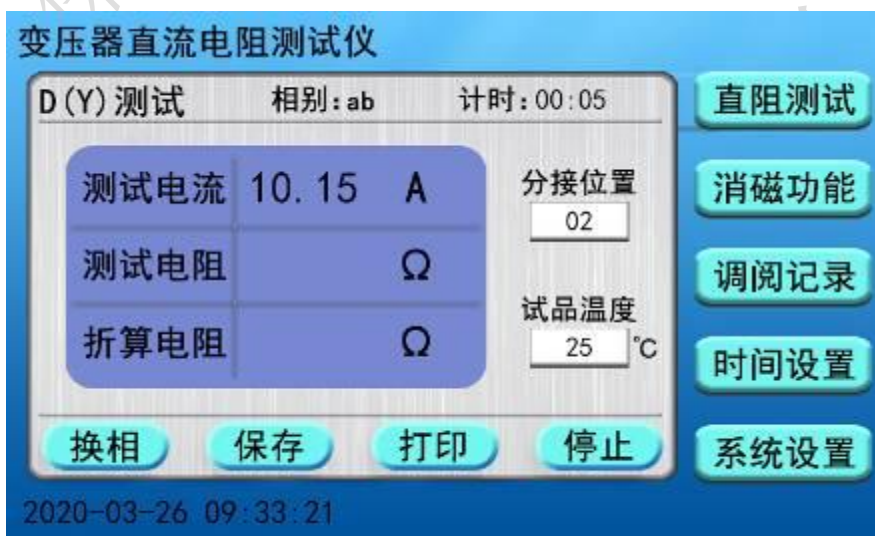 变压器直流电阻测试仪
D(Y)测试 相别:ab 计时:00:05
测试电流 10.15 A
测试电阻 Ω
折算电阻 Ω
分接位置
02
试品温度
25 ℃
换相 保存 打印 停止
直阻测试
消磁功能
调阅记录
时间设置
系统设置
2020-03-26 09:33:21